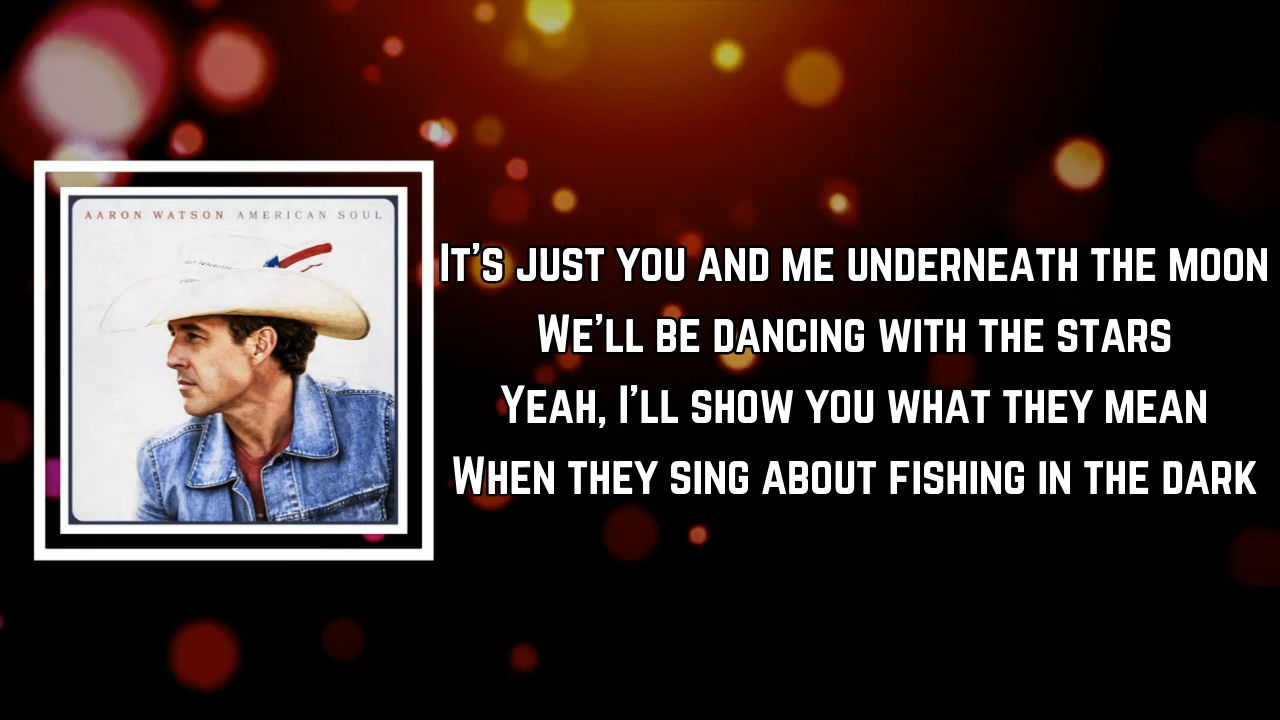 AARON WATSON AMERICAN SOUL
It's just you and me underneath the moon
We'll be dancing with the stars
Yeah, I'll show you what they mean
When they sing about fishing in the dark